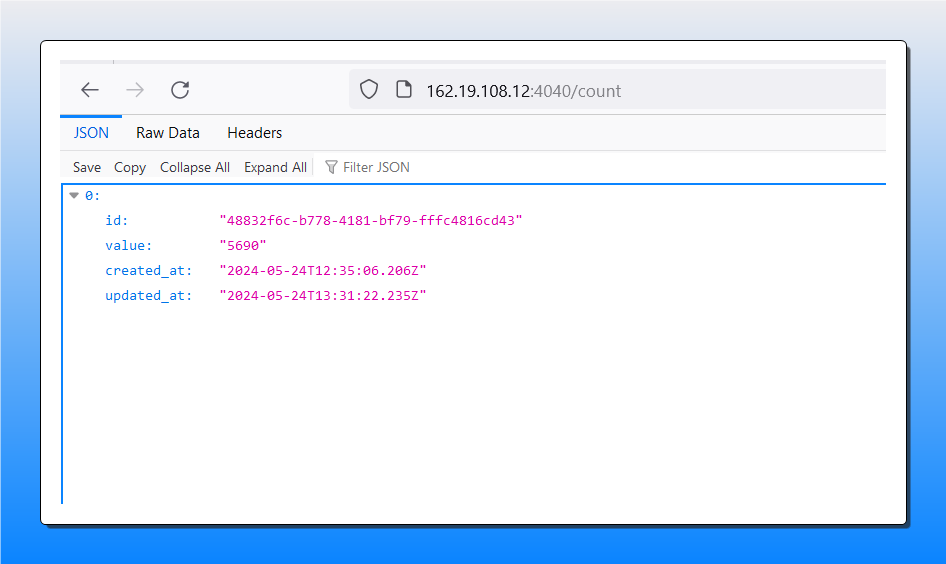 162.19.108.12:4040/count
JSON Raw Data Headers
Save Copy Collapse All Expand All Filter JSON
0:
id: "48832f6c-b778-4181-bf79-fffc4816cd43"
value: "5690"
created_at: "2024-05-24T12:35:06.206Z"
updated_at: "2024-05-24T13:31:22.235Z"